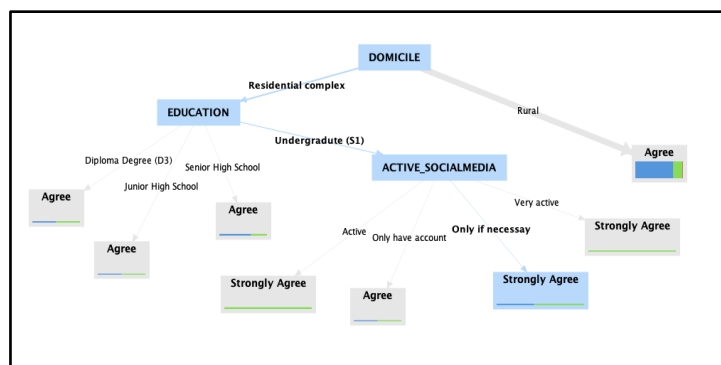 DOMICILE
Residential complex
Rural
EDUCATION
Agree
Undergradute (S1)
Diploma Degree (D3)
Senior High School
ACTIVE_SOCIALMEDIA
Junior High School
Agree
Agree
Very active
Strongly Agree
Active
Only have account
Only if necessay
Agree
Strongly Agree
Agree
Strongly Agree